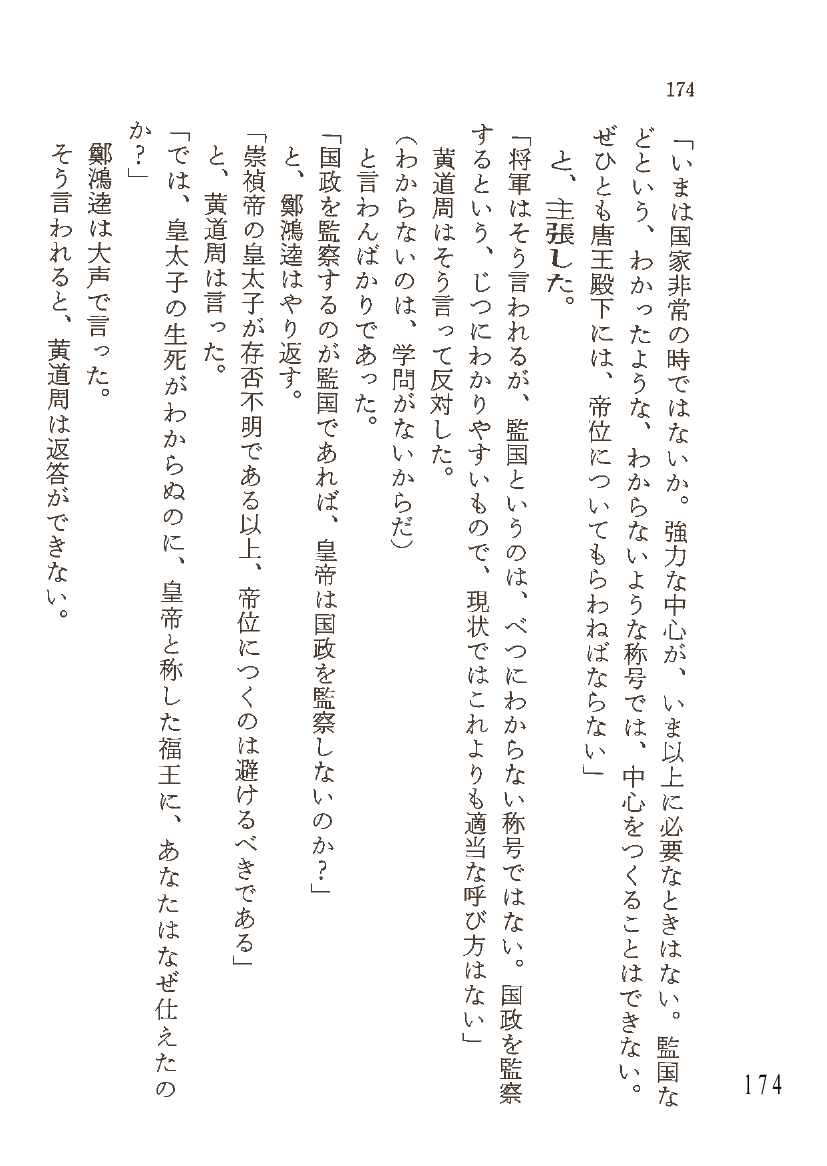 174
「いまは国家非常の時ではないか。強力な中心が、いま以上に必要なときはない。監国な
どという、わかったような、わからないような称号では、中心をつくることはできない。
ぜひとも唐王殿下には、帝位についてもらわねばならない」
と、主張した。
「将軍はそう言われるが、監国というのは、べつにわからない称号ではない。国政を監察
するという、じつにわかりやすいもので、現状ではこれよりも適当な呼び方はない」
黄道周はそう言って反対した。
(わからないのは、学問がないからだ)
と言わんばかりであった。
「国政を監察するのが監国であれば、皇帝は国政を監察しないのか?」
と、鄭鴻逵はやり返す。
「崇禎帝の皇太子が存否不明である以上、帝位につくのは避けるべきである」
と、黄道周は言った。
「では、皇太子の生死がわからぬのに、皇帝と称した福王に、あなたはなぜ仕えたの
か?」
鄭鴻逵は大声で言った。
そう言われると、黄道周は返答ができない。
174